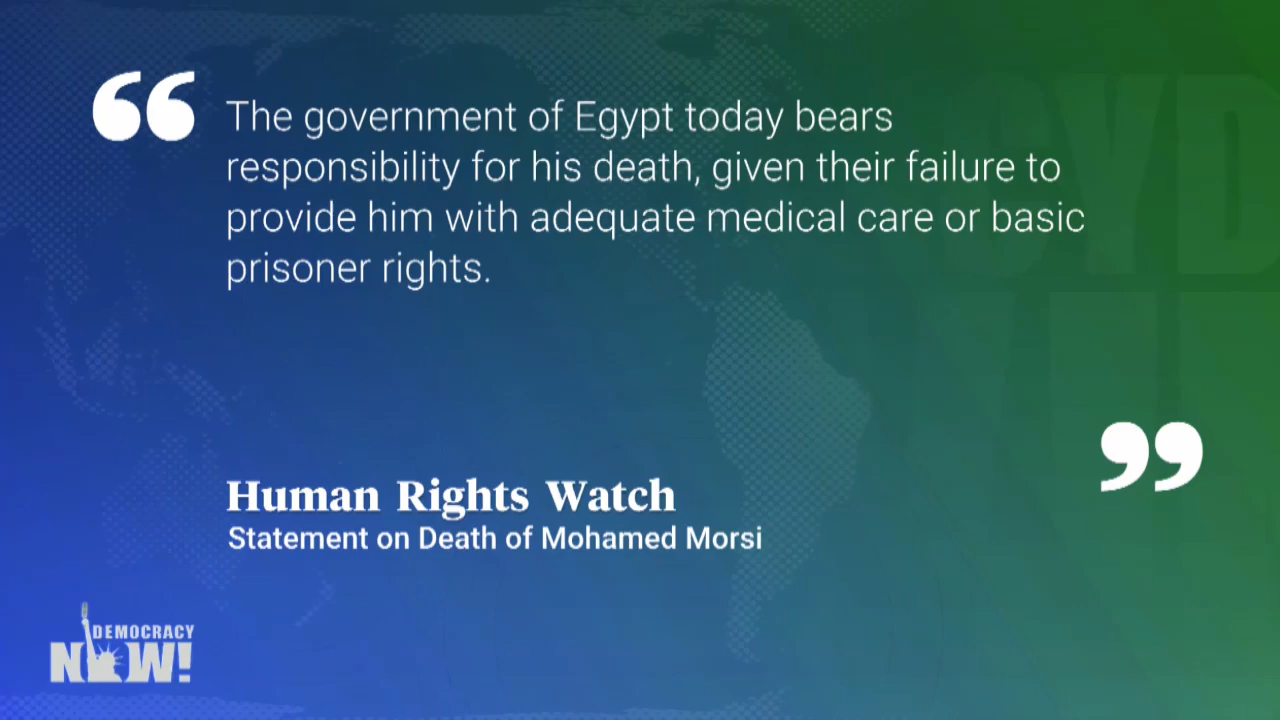 “ The government of Egypt today bears
responsibility for his death, given their failure to
provide him with adequate medical care or basic
prisoner rights.
”
Human Rights Watch
Statement on Death of Mohamed Morsi
DEMOCRACY
NOW!